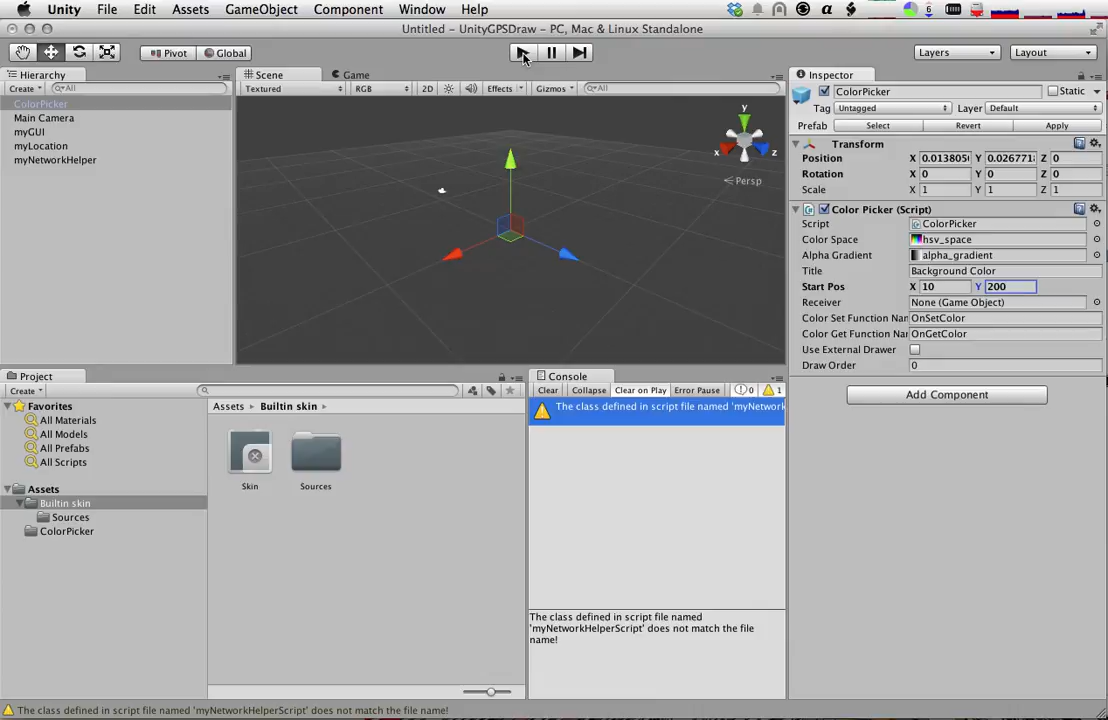 Unity File Edit Assets GameObject Component Window Help
6
Untitled - UnityGPSDraw - PC, Mac & Linux Standalone
Pivot Global
Layers Layout
Hierarchy
Create All
ColorPicker
Main Camera
myGUI
myLocation
myNetworkHelper
Scene Game
Textured RGB 2D Effects Gizmos All
y
x z
Persp
Inspector
ColorPicker Static
Tag Untagged Layer Default
Prefab Select Revert Apply
Transform
Position X 0.013805 Y 0.026771 Z 0
Rotation X 0 Y 0 Z 0
Scale X 1 Y 1 Z 1
Color Picker (Script)
Script ColorPicker
Color Space hsv_space
Alpha Gradient alpha_gradient
Title Background Color
Start Pos X 10 Y 200
Receiver None (Game Object)
Color Set Function Nar OnSetColor
Color Get Function Na OnGetColor
Use External Drawer
Draw Order 0
Add Component
Project
Create
Favorites
All Materials
All Models
All Prefabs
All Scripts
Assets
Builtin skin
Sources
ColorPicker
Assets Builtin skin
Skin Sources
Console
Clear Collapse Clear on Play Error Pause 0 1
The class defined in script file named 'myNetwork
The class defined in script file named
'myNetworkHelperScript' does not match the file
name!
The class defined in script file named 'myNetworkHelperScript' does not match the file name!